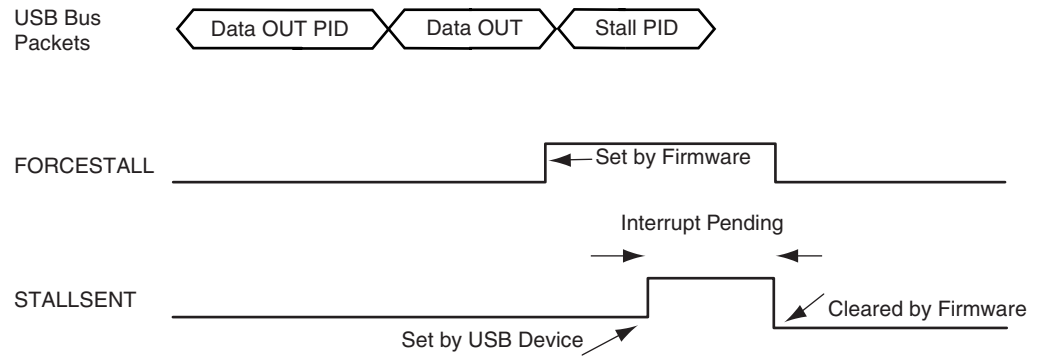 USB Bus
Packets
Data OUT PID
Data OUT
Stall PID
FORCESTALL
Set by Firmware
Interrupt Pending
STALLSENT
Cleared by Firmware
Set by USB Device